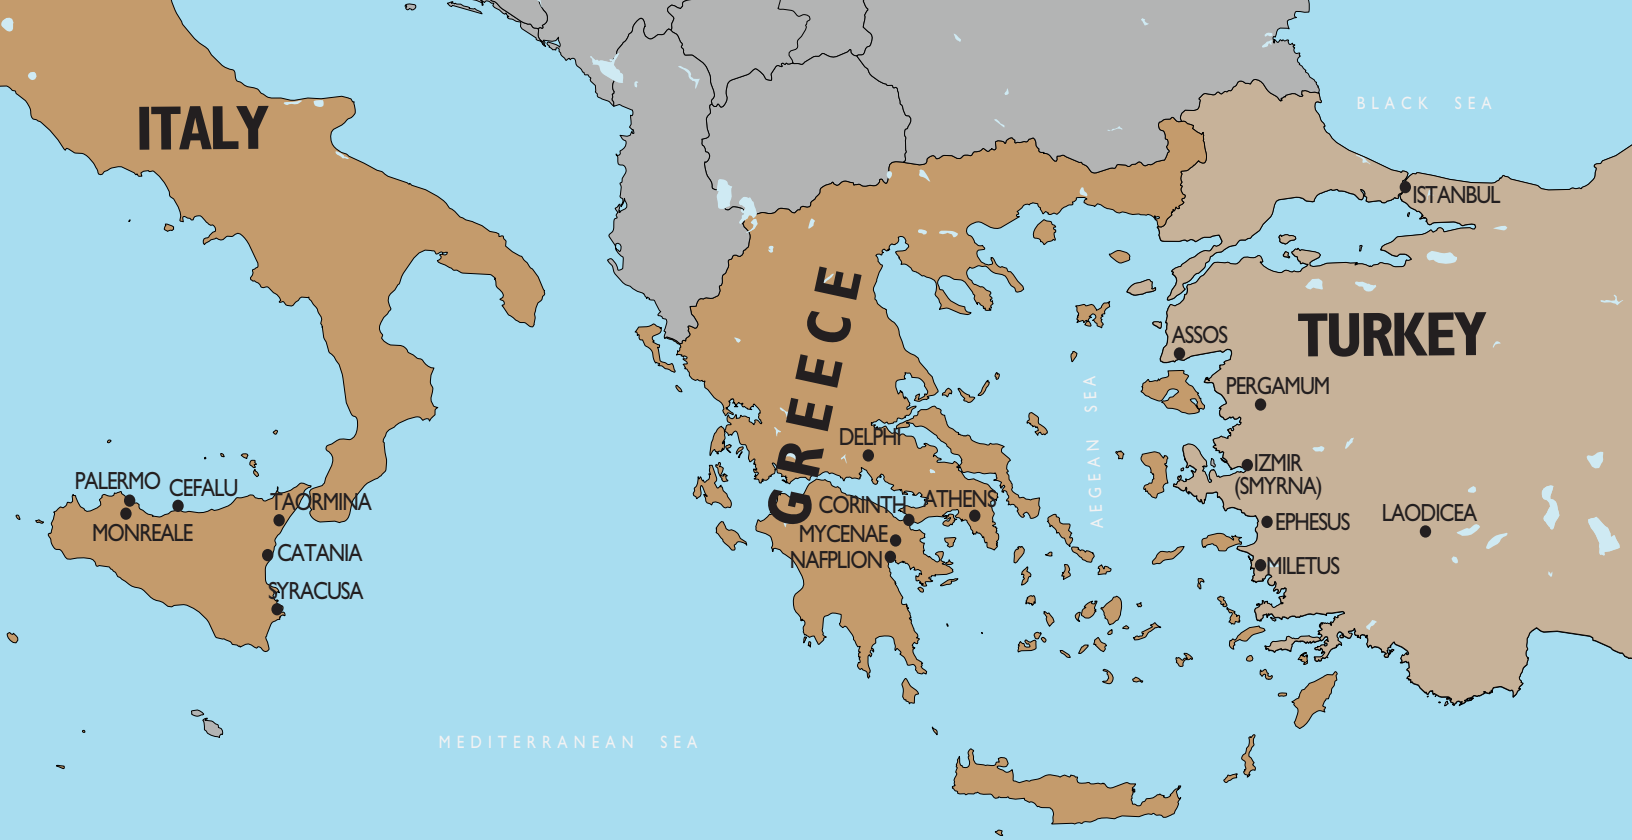 BLACK SEA
ITALY
ISTANBUL
GREECE
TURKEY
ASSOS
PERGAMUM
AEGEAN SEA
DELPHI
IZMIR
(SMYRNA)
PALERMO
CEFALU
TAORMINA
CORINTH
ATHENS
MONREALE
MYCENAE
EPHESUS
LAODICEA
CATANIA
NAFPLION
MILETUS
SYRACUSA
MEDITERRANEAN SEA